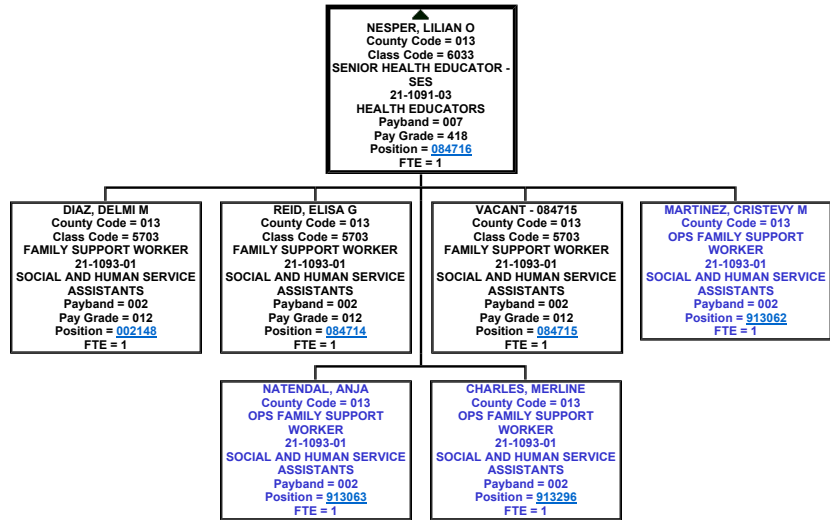 NESPER, LILIAN O
County Code = 013
Class Code = 6033
SENIOR HEALTH EDUCATOR -
SES
21-1091-03
HEALTH EDUCATORS
Payband = 007
Pay Grade = 418
Position = 084716
FTE = 1
DIAZ, DELMI M
County Code = 013
Class Code = 5703
FAMILY SUPPORT WORKER
21-1093-01
SOCIAL AND HUMAN SERVICE
ASSISTANTS
Payband = 002
Pay Grade = 012
Position = 002148
FTE = 1
REID, ELISA G
County Code = 013
Class Code = 5703
FAMILY SUPPORT WORKER
21-1093-01
SOCIAL AND HUMAN SERVICE
ASSISTANTS
Payband = 002
Pay Grade = 012
Position = 084714
FTE = 1
VACANT - 084715
County Code = 013
Class Code = 5703
FAMILY SUPPORT WORKER
21-1093-01
SOCIAL AND HUMAN SERVICE
ASSISTANTS
Payband = 002
Pay Grade = 012
Position = 084715
FTE = 1
MARTINEZ, CRISTEVY M
County Code = 013
OPS FAMILY SUPPORT
WORKER
21-1093-01
SOCIAL AND HUMAN SERVICE
ASSISTANTS
Payband = 002
Position = 913062
FTE = 1
NATENDAL, ANJA
County Code = 013
OPS FAMILY SUPPORT
WORKER
21-1093-01
SOCIAL AND HUMAN SERVICE
ASSISTANTS
Payband = 002
Position = 913063
FTE = 1
CHARLES, MERLINE
County Code = 013
OPS FAMILY SUPPORT
WORKER
21-1093-01
SOCIAL AND HUMAN SERVICE
ASSISTANTS
Payband = 002
Position = 913296
FTE = 1